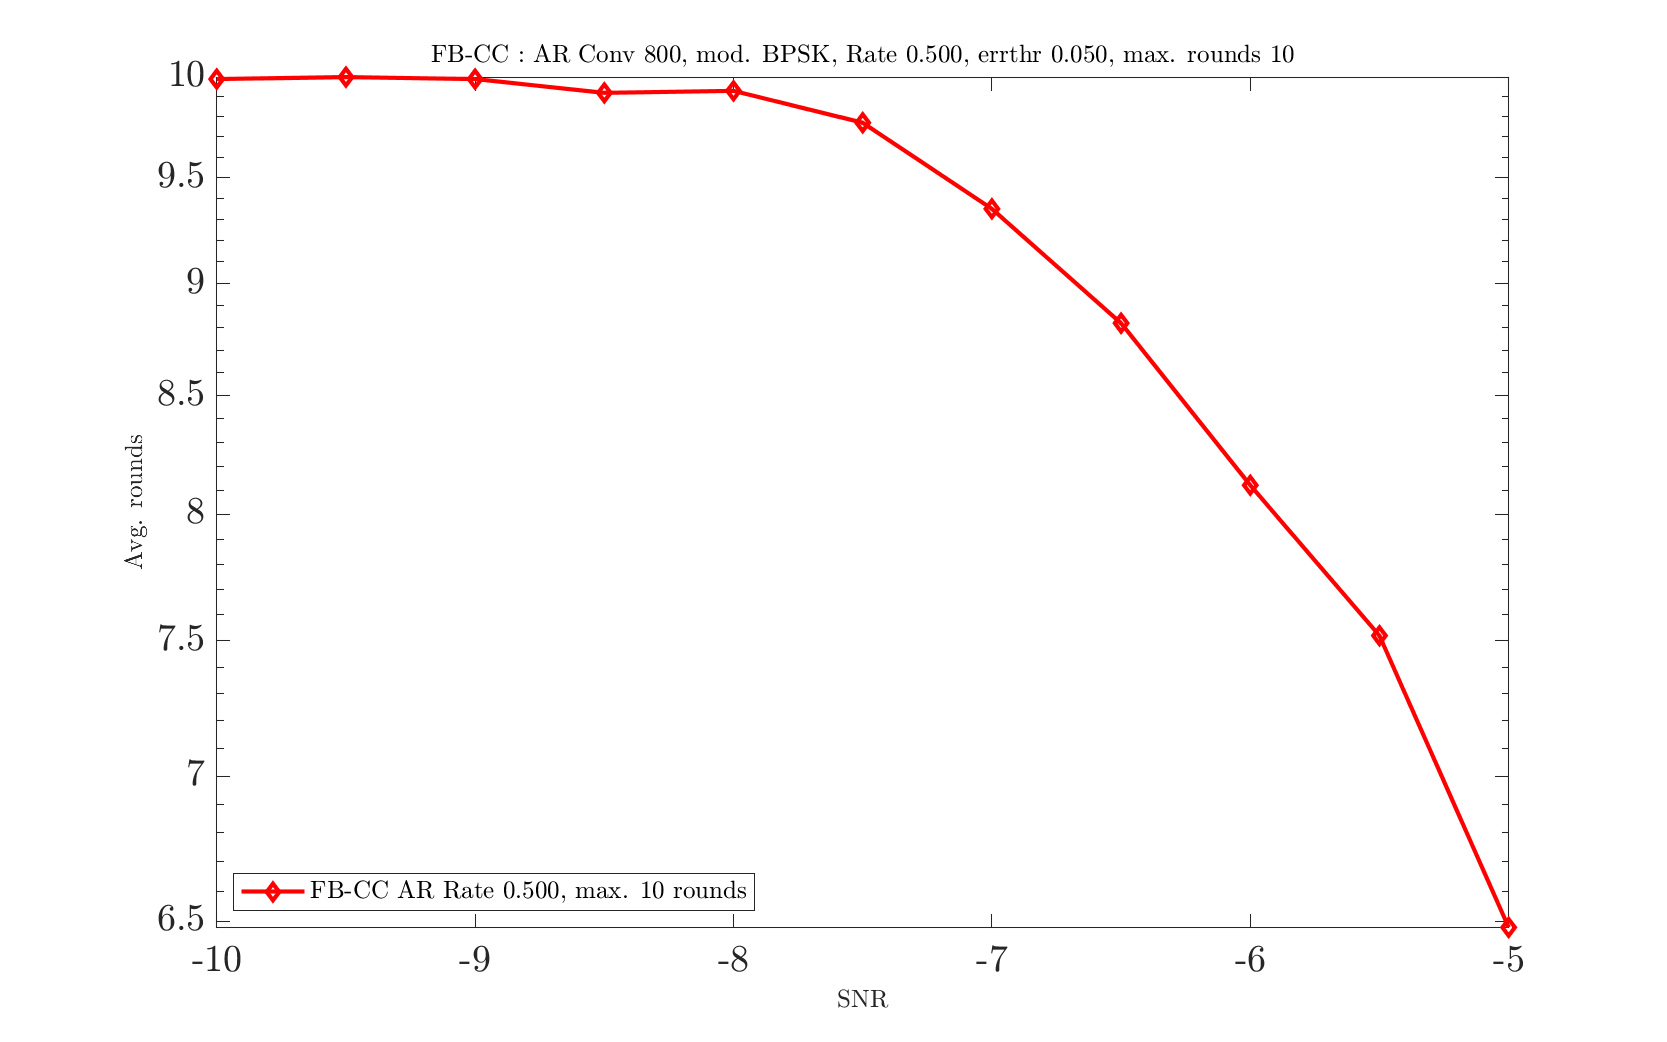 FB-CC : AR Conv 800, mod. BPSK, Rate 0.500, errthr 0.050, max. rounds 10
10
9.5
9
8.5
8
7.5
7
6.5
Avg. rounds
FB-CC AR Rate 0.500, max. 10 rounds
-10 -9 -8 -7 -6 -5
SNR